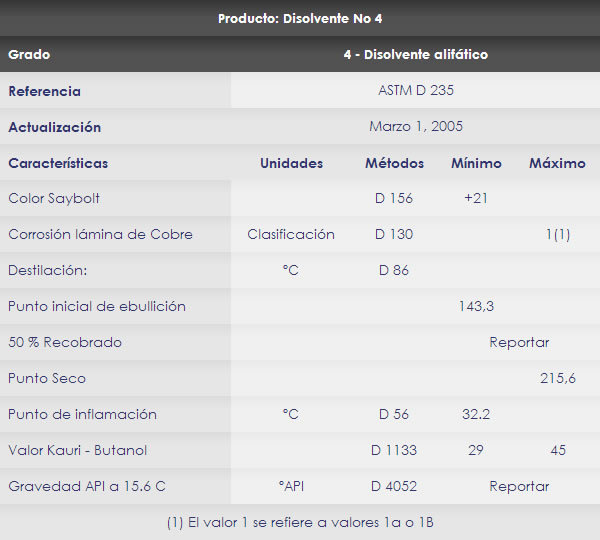 Producto: Disolvente No 4
Grado 4 - Disolvente alifático
Referencia ASTM D 235
Actualización Marzo 1, 2005
Características Unidades Métodos Mínimo Máximo
Color Saybolt D 156 +21
Corrosión lámina de Cobre Clasificación D 130 1(1)
Destilación: °C D 86
Punto inicial de ebullición 143,3
50 % Recobrado Reportar
Punto Seco 215,6
Punto de inflamación °C D 56 32.2
Valor Kauri - Butanol D 1133 29 45
Gravedad API a 15.6 C °API D 4052 Reportar
(1) El valor 1 se refiere a valores 1a o 1B